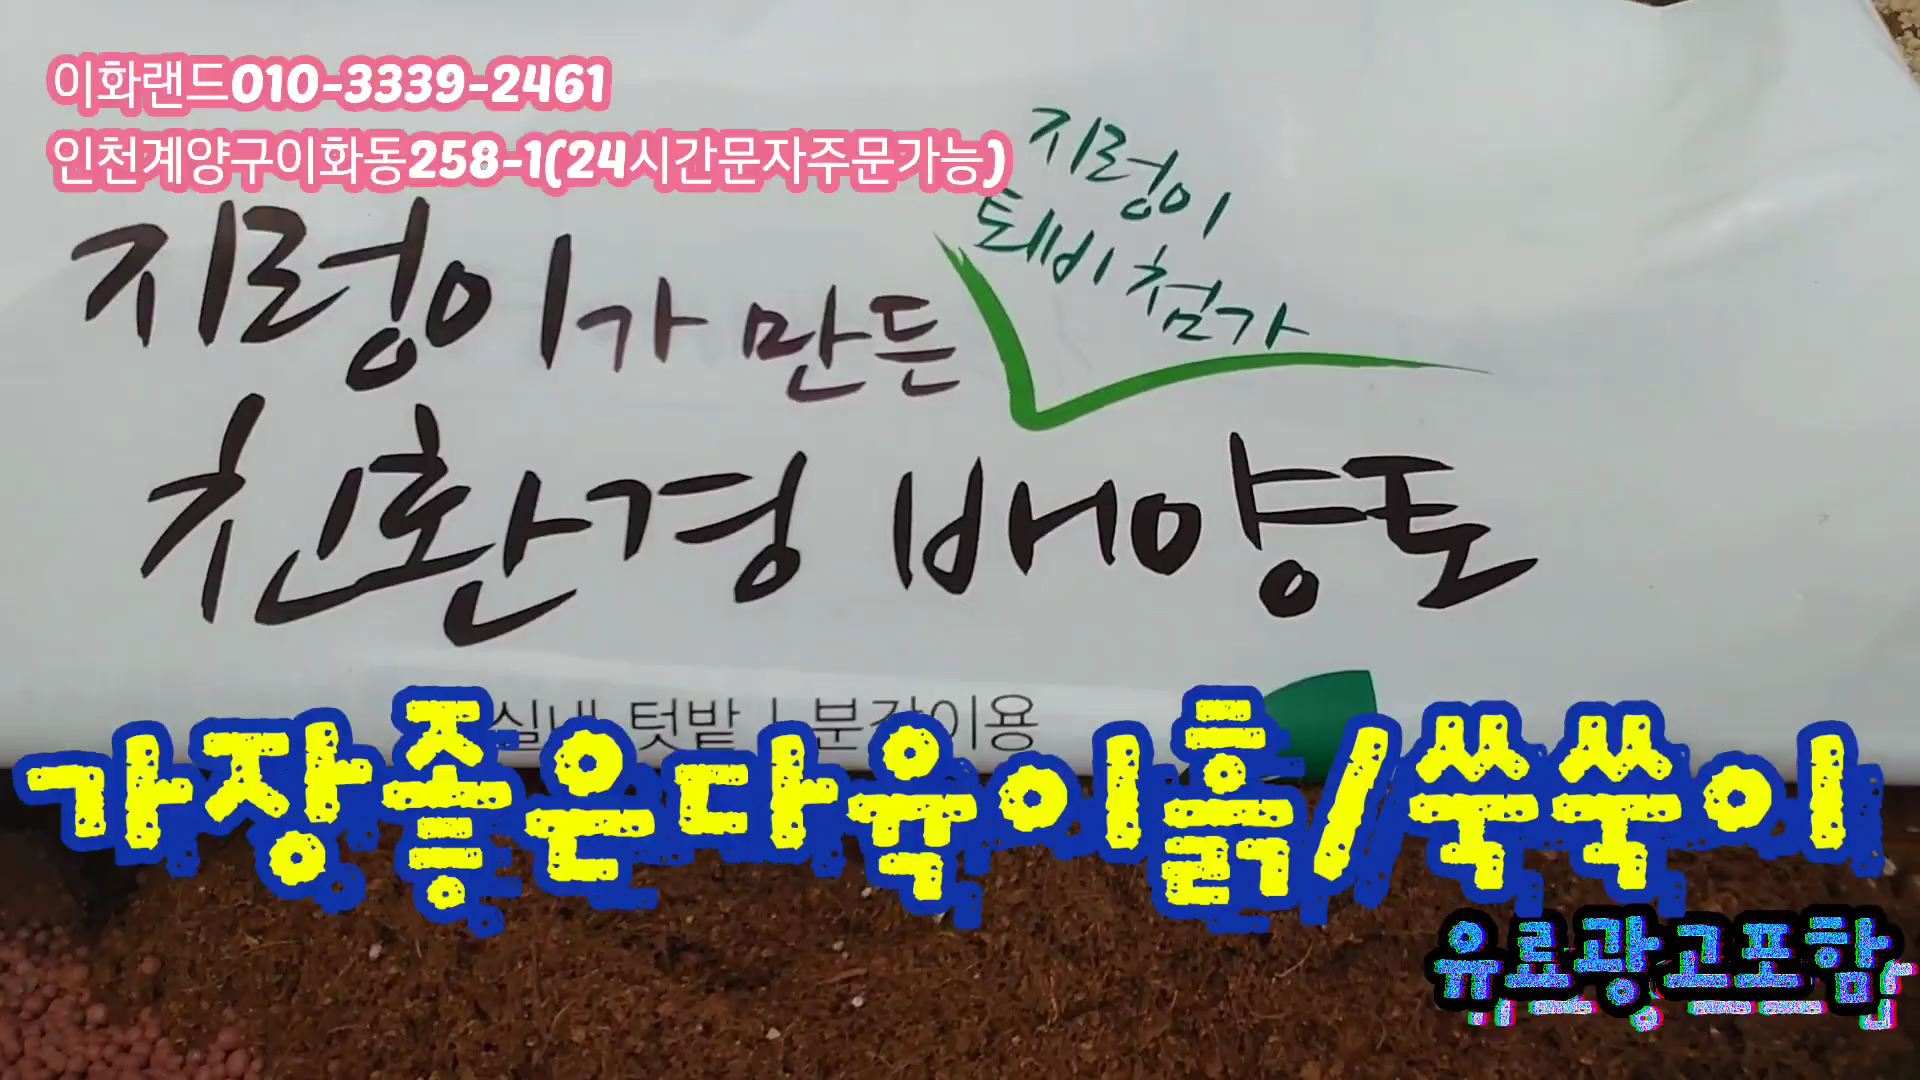 이화랜드010-3339-2461
인천계양구이화동258-1(24시간문자주문가능)
지렁이
퇴비 첨가
지렁이가 만든
친환경 배양토
실내 텃밭 | 분갈이용
가장좋은다육이흙/쑥쑥이
유료광고포함